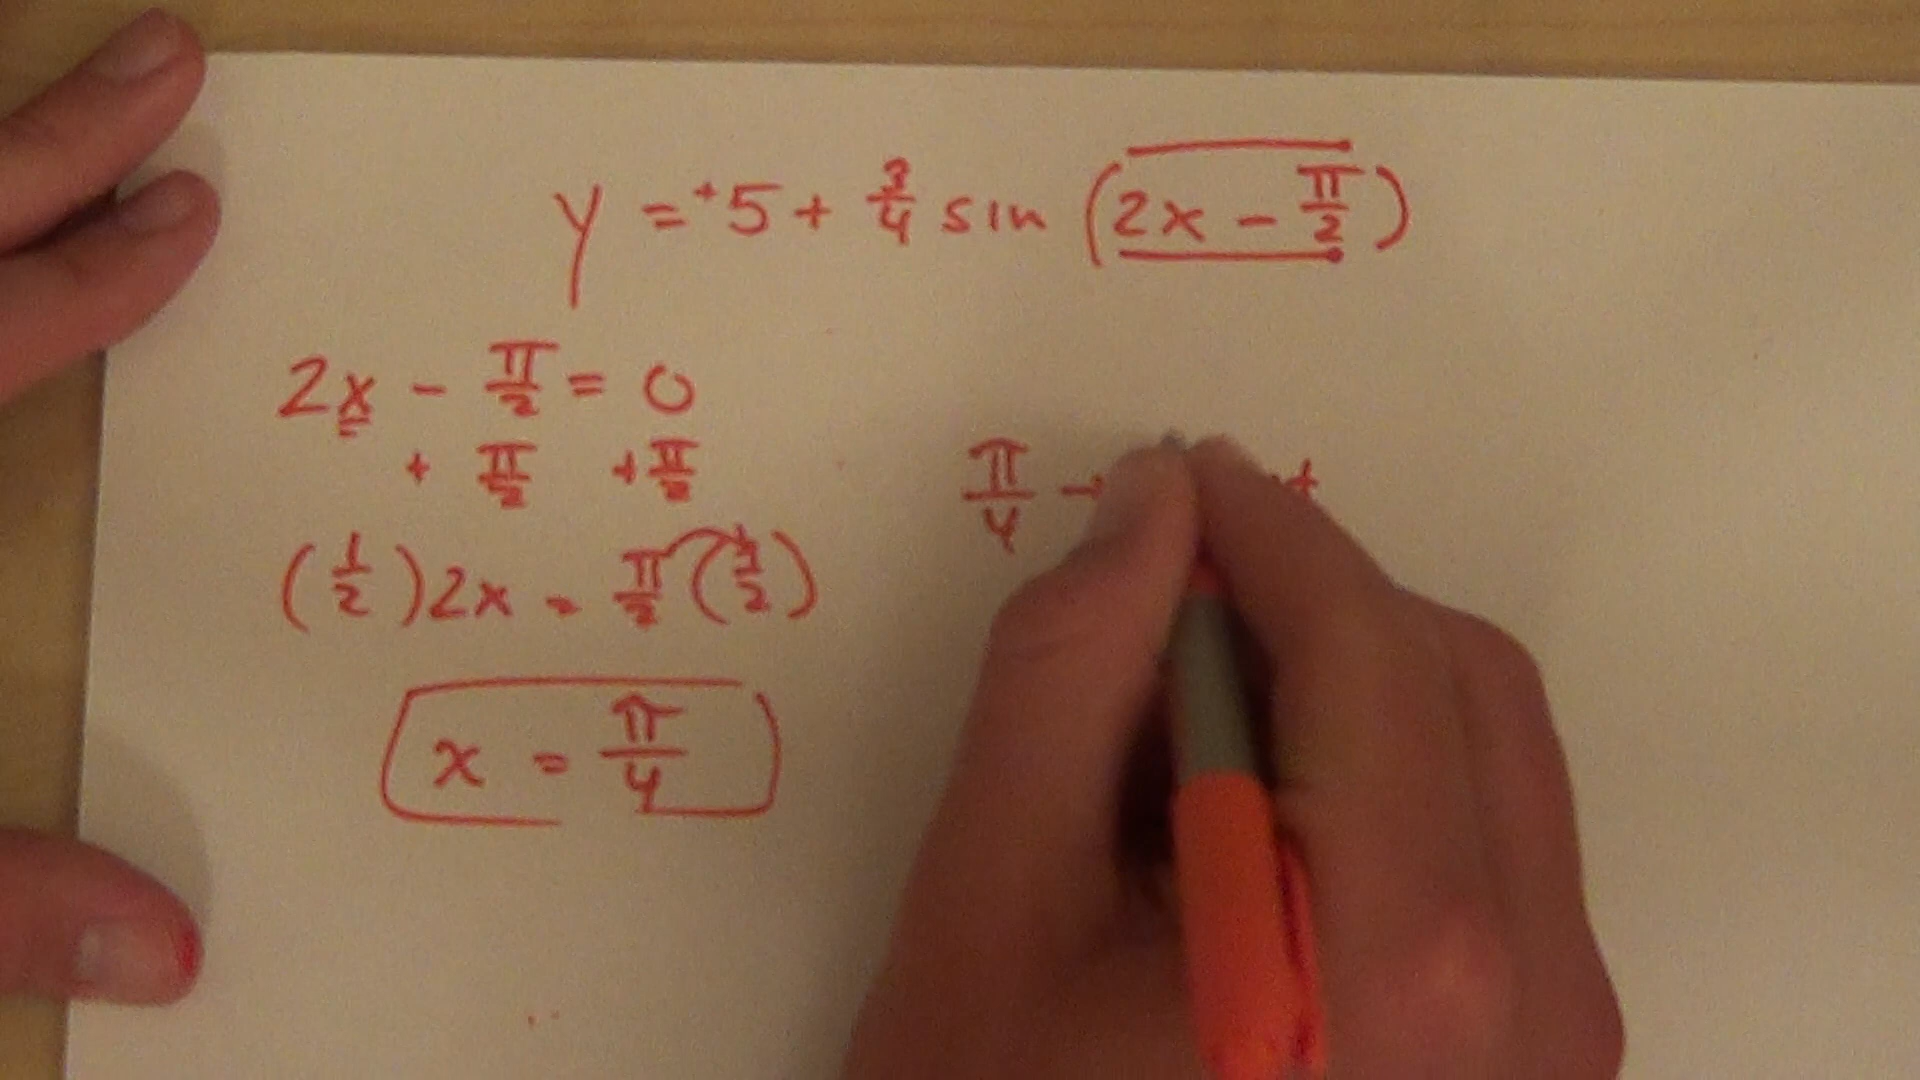 y = +5 + 3/4 sin (2x - π/2)
2x - π/2 = 0
+ π/2 + π/2
(1/2)2x = π/2(1/2)
x = π/4
π/4 →